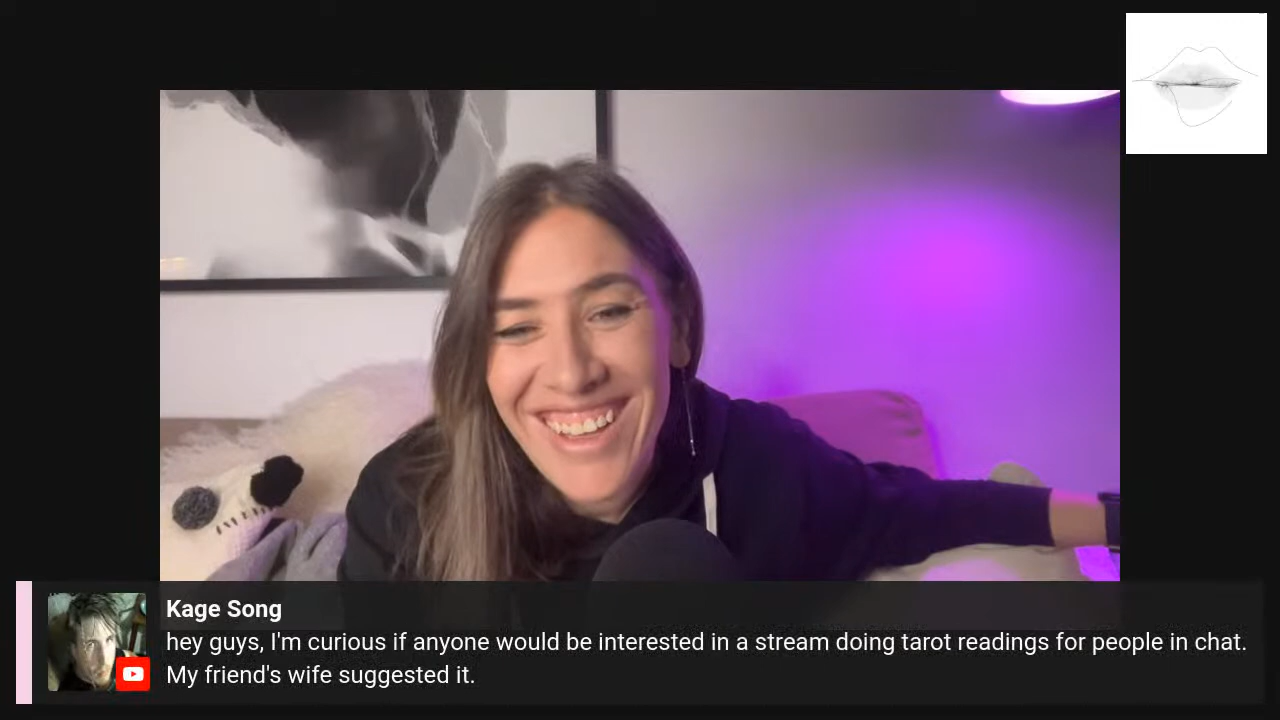 Kage Song
hey guys, I'm curious if anyone would be interested in a stream doing tarot readings for people in chat.
My friend's wife suggested it.